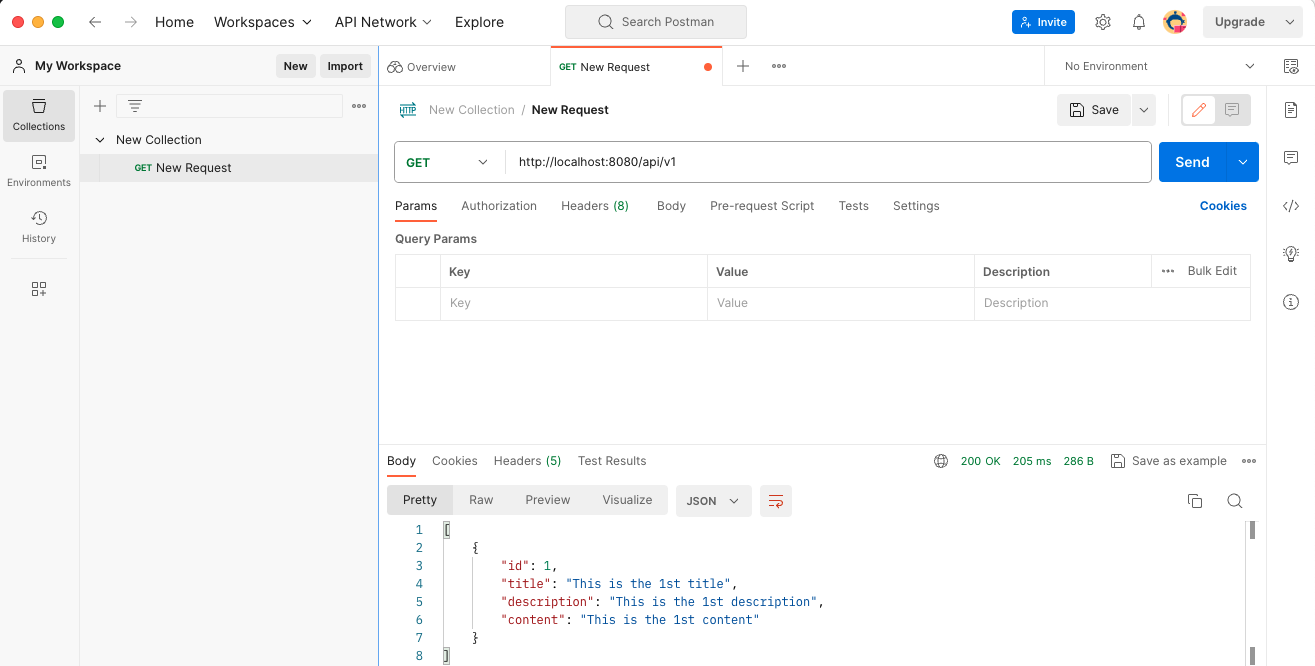 Home Workspaces API Network Explore Search Postman Invite Upgrade
My Workspace New Import Overview GET New Request No Environment
Collections
Environments
History
New Collection
GET New Request
HTTP New Collection / New Request Save
GET http://localhost:8080/api/v1 Send
Params Authorization Headers (8) Body Pre-request Script Tests Settings Cookies
Query Params
Key Value Description Bulk Edit
Key Value Description
Body Cookies Headers (5) Test Results 200 OK 205 ms 286 B Save as example
Pretty Raw Preview Visualize JSON
1 [
2 {
3 "id": 1,
4 "title": "This is the 1st title",
5 "description": "This is the 1st description",
6 "content": "This is the 1st content"
7 }
8 ]